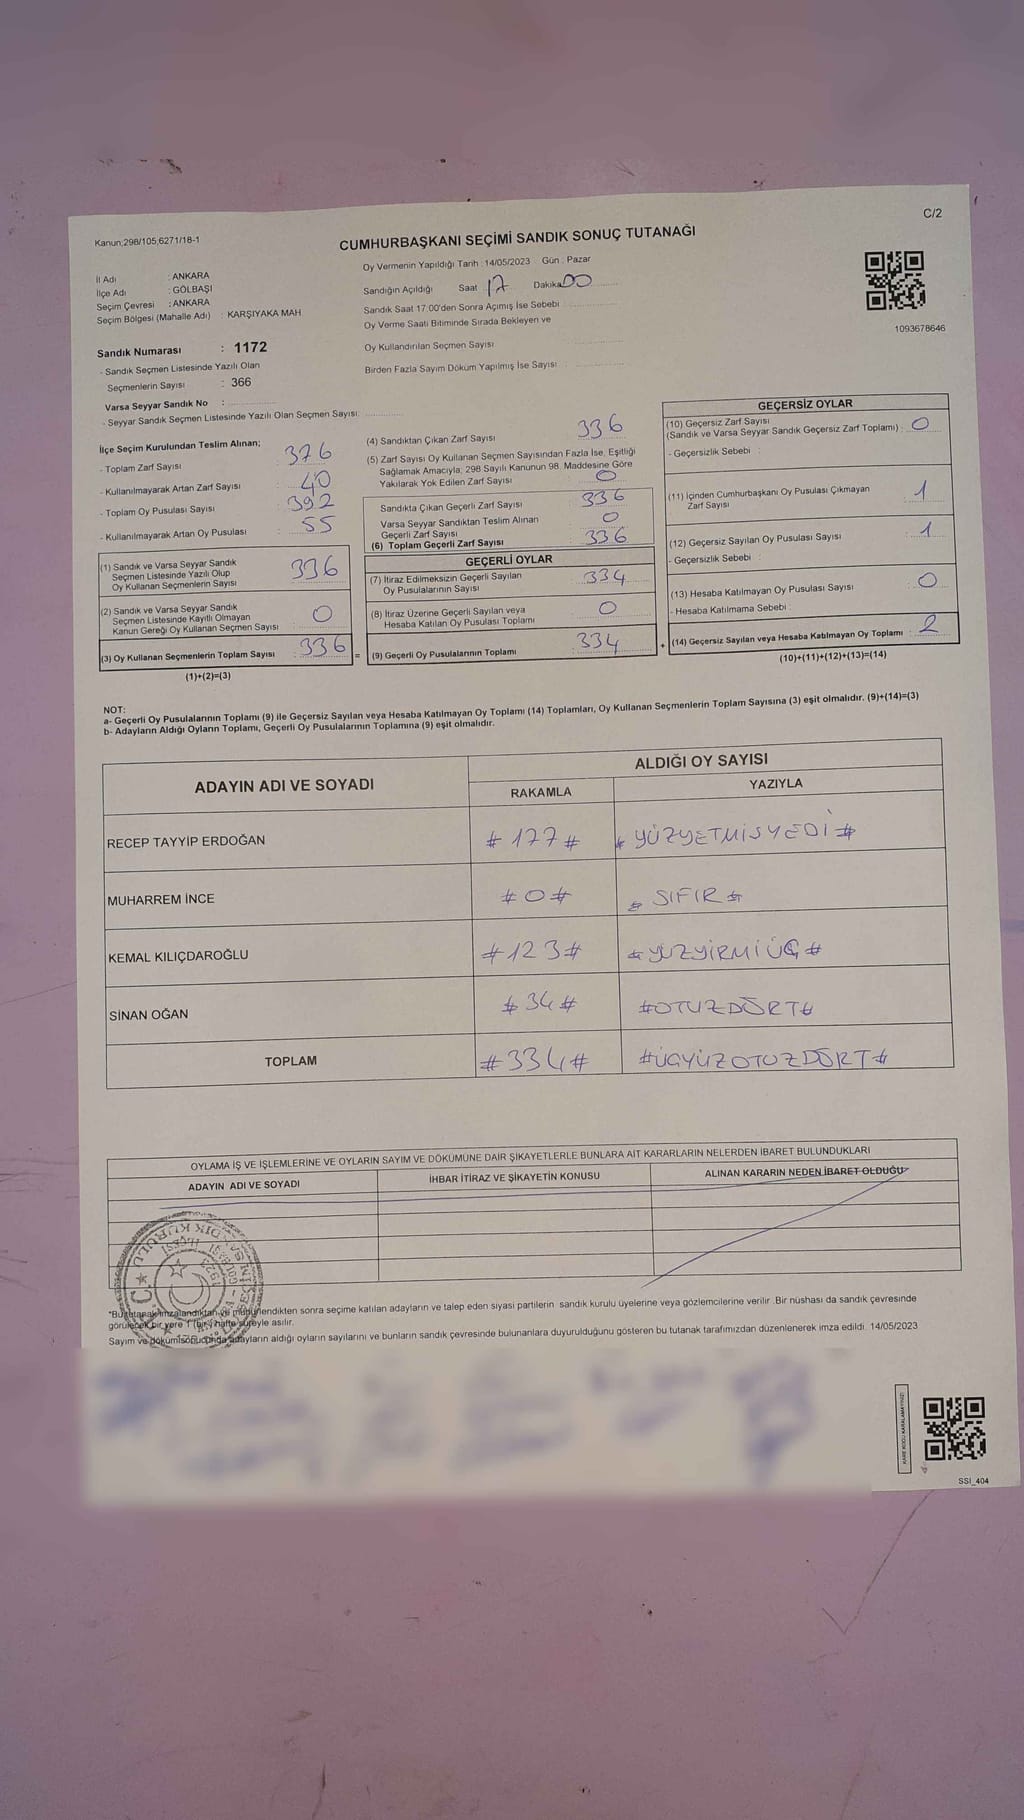 C/2
Kanun;298/105;6271/18-1
CUMHURBAŞKANI SEÇİMİ SANDIK SONUÇ TUTANAĞI
İl Adı : ANKARA
İlçe Adı : GÖLBAŞI
Seçim Çevresi : ANKARA
Seçim Bölgesi (Mahalle Adı) : KARŞIYAKA MAH
Oy Vermenin Yapıldığı Tarih : 14/05/2023 Gün : Pazar
Sandığın Açıldığı Saat 17 Dakika 00
Sandık Saat 17:00'den Sonra Açımış İse Sebebi :
Oy Verme Saati Bitiminde Sırada Bekleyen ve
Oy Kullandırılan Seçmen Sayısı
Birden Fazla Sayım Döküm Yapılmış İse Sayısı :
1093678646
Sandık Numarası : 1172
- Sandık Seçmen Listesinde Yazılı Olan
Seçmenlerin Sayısı : 366
Varsa Seyyar Sandık No :
- Seyyar Sandık Seçmen Listesinde Yazılı Olan Seçmen Sayısı:
İlçe Seçim Kurulundan Teslim Alınan;
- Toplam Zarf Sayısı : 376
- Kullanılmayarak Artan Zarf Sayısı : 40
- Toplam Oy Pusulası Sayısı : 392
- Kullanılmayarak Artan Oy Pusulası : 55
(1) Sandık ve Varsa Seyyar Sandık
Seçmen Listesinde Yazılı Olup
Oy Kullanan Seçmenlerin Sayısı : 336
(2) Sandık ve Varsa Seyyar Sandık
Seçmen Listesinde Kayıtlı Olmayan
Kanun Gereği Oy Kullanan Seçmen Sayısı : 0
(3) Oy Kullanan Seçmenlerin Toplam Sayısı : 336 =
(1)+(2)=(3)
(4) Sandıktan Çıkan Zarf Sayısı : 336
(5) Zarf Sayısı Oy Kullanan Seçmen Sayısından Fazla İse, Eşitliği
Sağlamak Amacıyla; 298 Sayılı Kanunun 98. Maddesine Göre
Yakılarak Yok Edilen Zarf Sayısı : 0
Sandıkta Çıkan Geçerli Zarf Sayısı : 336
Varsa Seyyar Sandıktan Teslim Alınan
Geçerli Zarf Sayısı : 0
(6) Toplam Geçerli Zarf Sayısı : 336
GEÇERLİ OYLAR
(7) İtiraz Edilmeksizin Geçerli Sayılan
Oy Pusulalarının Sayısı : 334
(8) İtiraz Üzerine Geçerli Sayılan veya
Hesaba Katılan Oy Pusulası Toplamı : 0
(9) Geçerli Oy Pusulalarının Toplamı : 334 +
GEÇERSİZ OYLAR
(10) Geçersiz Zarf Sayısı
(Sandık ve Varsa Seyyar Sandık Geçersiz Zarf Toplamı) : 0
- Geçersizlik Sebebi :
(11) İçinden Cumhurbaşkanı Oy Pusulası Çıkmayan
Zarf Sayısı : 1
(12) Geçersiz Sayılan Oy Pusulası Sayısı : 1
- Geçersizlik Sebebi :
(13) Hesaba Katılmayan Oy Pusulası Sayısı : 0
- Hesaba Katılmama Sebebi :
(14) Geçersiz Sayılan veya Hesaba Katılmayan Oy Toplamı : 2
(10)+(11)+(12)+(13)=(14)
NOT:
a- Geçerli Oy Pusulalarının Toplamı (9) ile Geçersiz Sayılan veya Hesaba Katılmayan Oy Toplamı (14) Toplamları, Oy Kullanan Seçmenlerin Toplam Sayısına (3) eşit olmalıdır. (9)+(14)=(3)
b- Adayların Aldığı Oyların Toplamı, Geçerli Oy Pusulalarının Toplamına (9) eşit olmalıdır.
ADAYIN ADI VE SOYADI ALDIĞI OY SAYISI
RAKAMLA YAZIYLA
RECEP TAYYİP ERDOĞAN #177# # YÜZYETMİSYEDİ #
MUHARREM İNCE #0# # SIFIR #
KEMAL KILIÇDAROĞLU #123# # YÜZYİRMİÜÇ #
SİNAN OĞAN #34# #OTUZDÖRT#
TOPLAM #334# #ÜÇYÜZOTUZDÖRT#
OYLAMA İŞ VE İŞLEMLERİNE VE OYLARIN SAYIM VE DÖKÜMÜNE DAİR ŞİKAYETLERLE BUNLARA AİT KARARLARIN NELERDEN İBARET BULUNDUKLARI
ADAYIN ADI VE SOYADI İHBAR İTİRAZ VE ŞİKAYETİN KONUSU ALINAN KARARIN NEDEN İBARET OLDUĞU
*Bu tutanak imzalandıktan ve mühürlendikten sonra seçime katılan adayların ve talep eden siyasi partilerin sandık kurulu üyelerine veya gözlemcilerine verilir. Bir nüshası da sandık çevresinde
görülecek bir yere 1 (bir) hafta süreyle asılır.
Sayım ve dökümü sonucunda adayların aldığı oyların sayılarını ve bunların sandık çevresinde bulunanlara duyurulduğunu gösteren bu tutanak tarafımızdan düzenlenerek imza edildi. 14/05/2023
KARE KODU KARALAMAYINIZ!
SSI_404